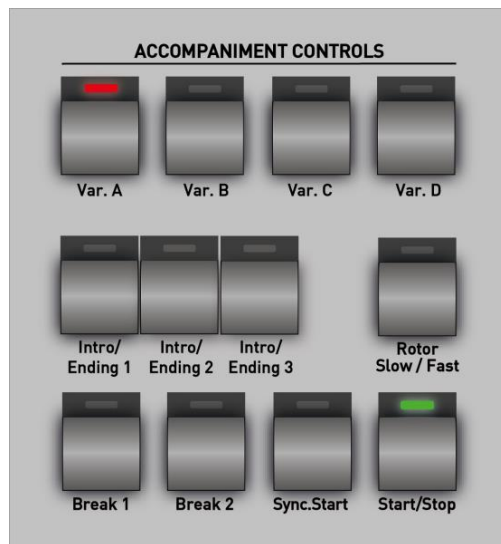 ACCOMPANIMENT CONTROLS
Var. A Var. B Var. C Var. D
Intro/ Intro/ Intro/ Rotor
Ending 1 Ending 2 Ending 3 Slow / Fast
Break 1 Break 2 Sync.Start Start/Stop